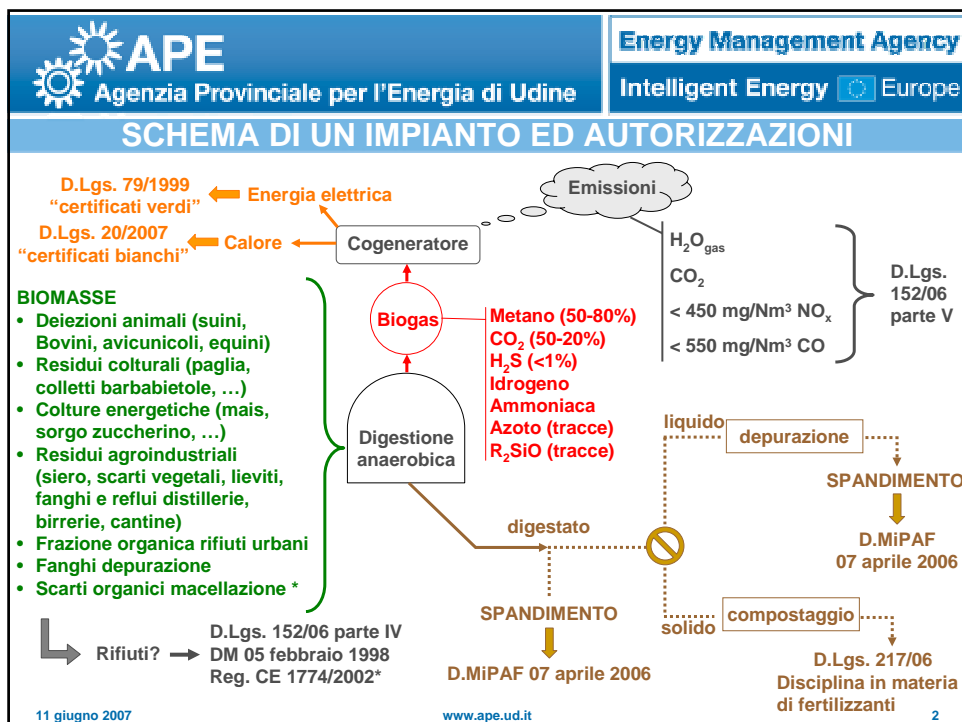 APE
Agenzia Provinciale per l'Energia di Udine
Energy Management Agency
Intelligent Energy Europe
SCHEMA DI UN IMPIANTO ED AUTORIZZAZIONI
D.Lgs. 79/1999
“certificati verdi”
Energia elettrica
D.Lgs. 20/2007
“certificati bianchi”
Calore
Cogeneratore
Emissioni
H₂Ogas
CO₂
< 450 mg/Nm³ NOₓ
< 550 mg/Nm³ CO
D.Lgs.
152/06
parte V
BIOMASSE
• Deiezioni animali (suini,
Bovini, avicunicoli, equini)
• Residui colturali (paglia,
colletti barbabietole, …)
• Colture energetiche (mais,
sorgo zuccherino, …)
• Residui agroindustriali
(siero, scarti vegetali, lieviti,
fanghi e reflui distillerie,
birrerie, cantine)
• Frazione organica rifiuti urbani
• Fanghi depurazione
• Scarti organici macellazione *
Biogas
Metano (50-80%)
CO₂ (50-20%)
H₂S (<1%)
Idrogeno
Ammoniaca
Azoto (tracce)
R₂SiO (tracce)
Digestione
anaerobica
digestato
liquido
depurazione
SPANDIMENTO
D.MiPAF
07 aprile 2006
SPANDIMENTO
D.MiPAF 07 aprile 2006
solido
compostaggio
D.Lgs. 217/06
Disciplina in materia
di fertilizzanti
Rifiuti?
D.Lgs. 152/06 parte IV
DM 05 febbraio 1998
Reg. CE 1774/2002*
11 giugno 2007
www.ape.ud.it
2